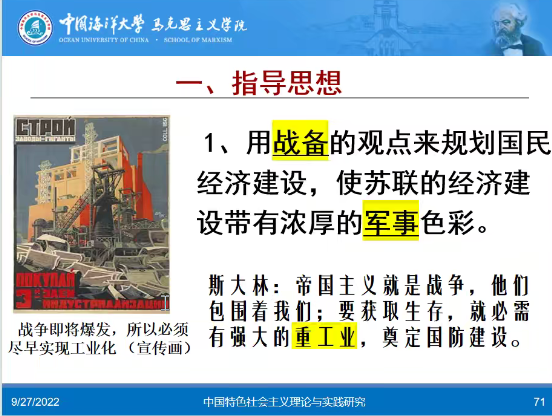 中国海洋大学 马克思主义学院
OCEAN UNIVERSITY OF CHINA • SCHOOL OF MARXISM
一、指导思想
СТРОЙ
ПОКУПАЙ
3
ИНДУСТРИАЛИЗАЦИИ
战争即将爆发，所以必须
尽早实现工业化（宣传画）
1、用战备的观点来规划国民
经济建设，使苏联的经济建
设带有浓厚的军事色彩。
斯大林：帝国主义就是战争，他们
包围着我们；要获取生存，就必需
有强大的重工业，奠定国防建设。
9/27/2022
中国特色社会主义理论与实践研究
71